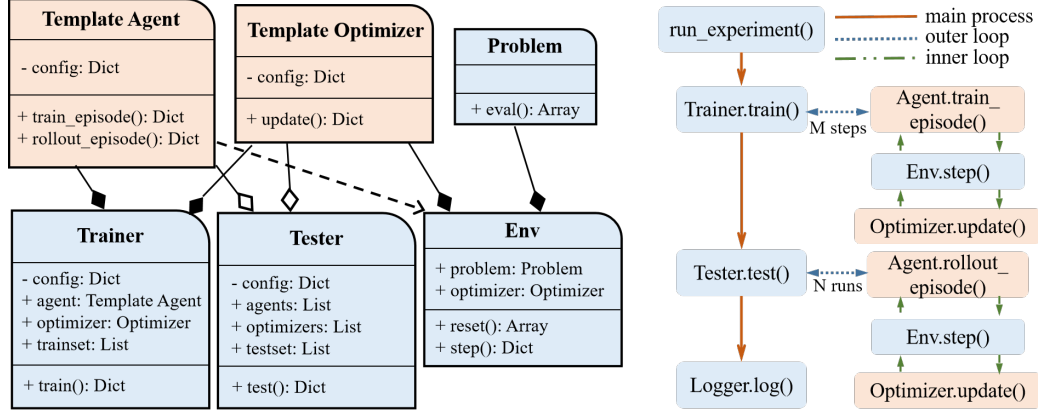 Template Agent
- config: Dict
+ train_episode(): Dict
+ rollout_episode(): Dict
Template Optimizer
- config: Dict
+ update(): Dict
Problem
+ eval(): Array
Trainer
- config: Dict
+ agent: Template Agent
+ optimizer: Optimizer
+ trainset: List
+ train(): Dict
Tester
- config: Dict
+ agents: List
+ optimizers: List
+ testset: List
+ test(): Dict
Env
+ problem: Problem
+ optimizer: Optimizer
+ reset(): Array
+ step(): Dict
run_experiment()
main process
outer loop
inner loop
Trainer.train()
M steps
Agent.train_
episode()
Env.step()
Optimizer.update()
Tester.test()
N runs
Agent.rollout_
episode()
Env.step()
Optimizer.update()
Logger.log()